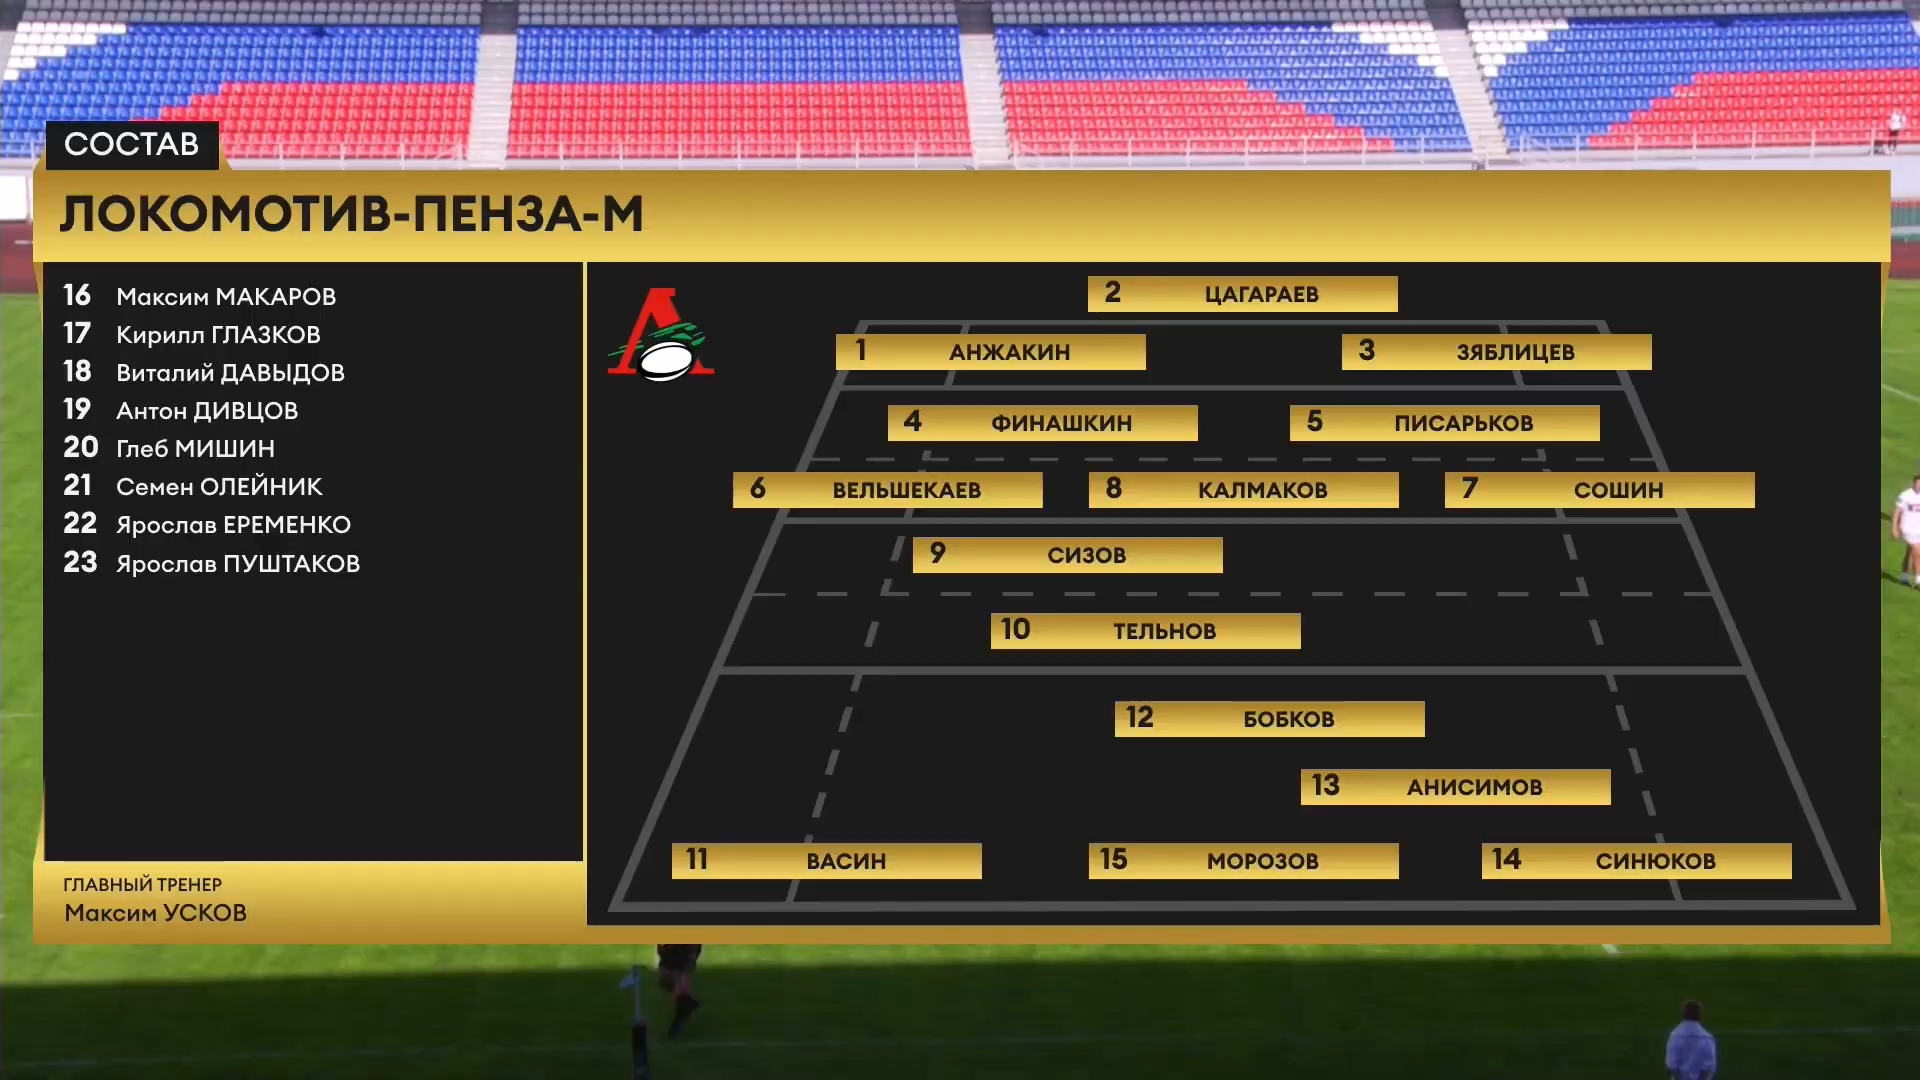 СОСТАВ
ЛОКОМОТИВ-ПЕНЗА-М
16 Максим МАКАРОВ
17 Кирилл ГЛАЗКОВ
18 Виталий ДАВЫДОВ
19 Антон ДИВЦОВ
20 Глеб МИШИН
21 Семен ОЛЕЙНИК
22 Ярослав ЕРЕМЕНКО
23 Ярослав ПУШТАКОВ
ГЛАВНЫЙ ТРЕНЕР
Максим УСКОВ
2 ЦАГАРАЕВ
1 АНЖАКИН
3 ЗЯБЛИЦЕВ
4 ФИНАШКИН
5 ПИСАРЬКОВ
6 ВЕЛЬШЕКАЕВ
8 КАЛМАКОВ
7 СОШИН
9 СИЗОВ
10 ТЕЛЬНОВ
12 БОБКОВ
13 АНИСИМОВ
11 ВАСИН
15 МОРОЗОВ
14 СИНЮКОВ